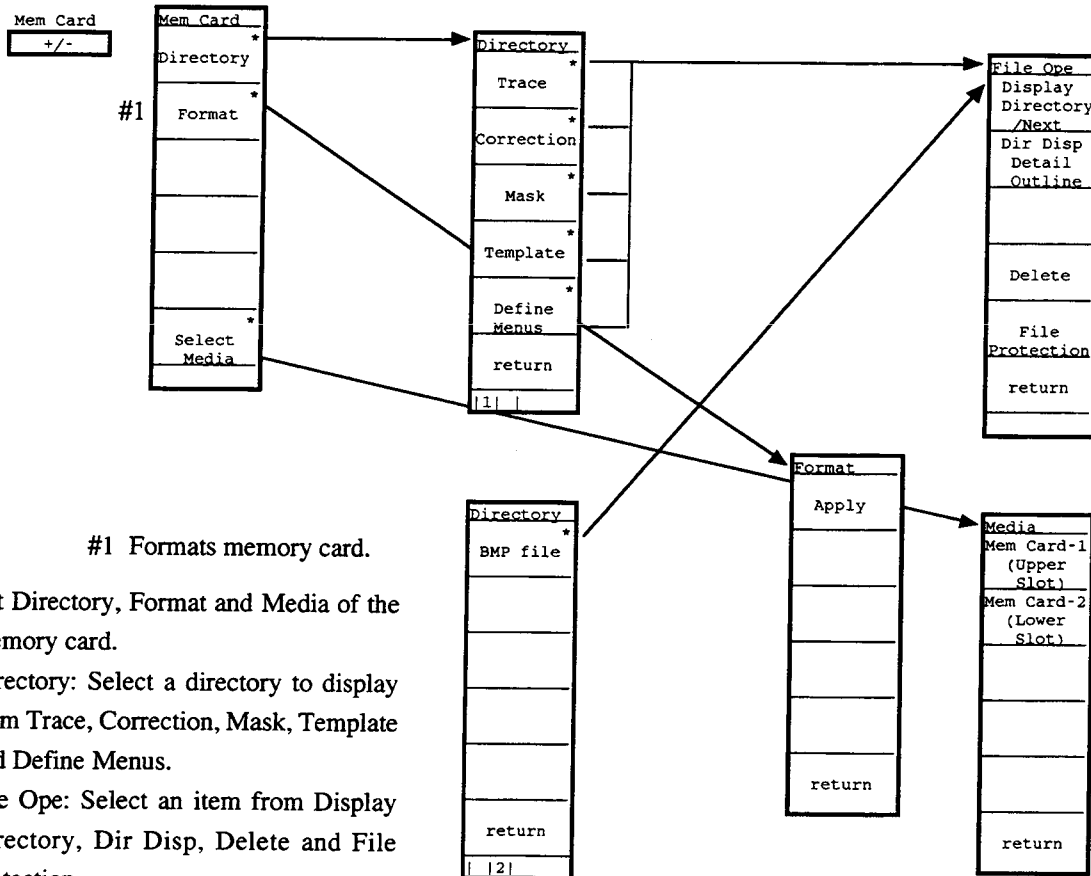 Mem Card
+/-
Mem Card
*
Directory
*
#1
Format
*
Select
Media
Directory
*
Trace
*
Correction
*
Mask
*
Template
*
Define
Menus
return
|1| |
File Ope
Display
Directory
/Next
Dir Disp
Detail
Outline
Delete
File
Protection
return
Directory
*
BMP file
return
| |2|
Format
Apply
return
Media
Mem Card-1
(Upper
Slot)
Mem Card-2
(Lower
Slot)
return
#1 Formats memory card.
t Directory, Format and Media of the
emory card.
rectory: Select a directory to display
m Trace, Correction, Mask, Template
d Define Menus.
e Ope: Select an item from Display
rectory, Dir Disp, Delete and File